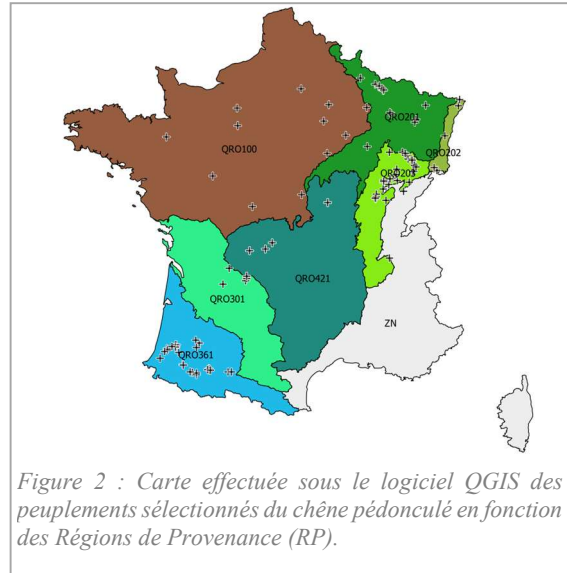 QRO201
QRO100
QRO202
QRO203
QRO421
QRO301
ZN
QRO361
Figure 2 : Carte effectuée sous le logiciel QGIS des
peuplements sélectionnés du chêne pédonculé en fonction
des Régions de Provenance (RP).